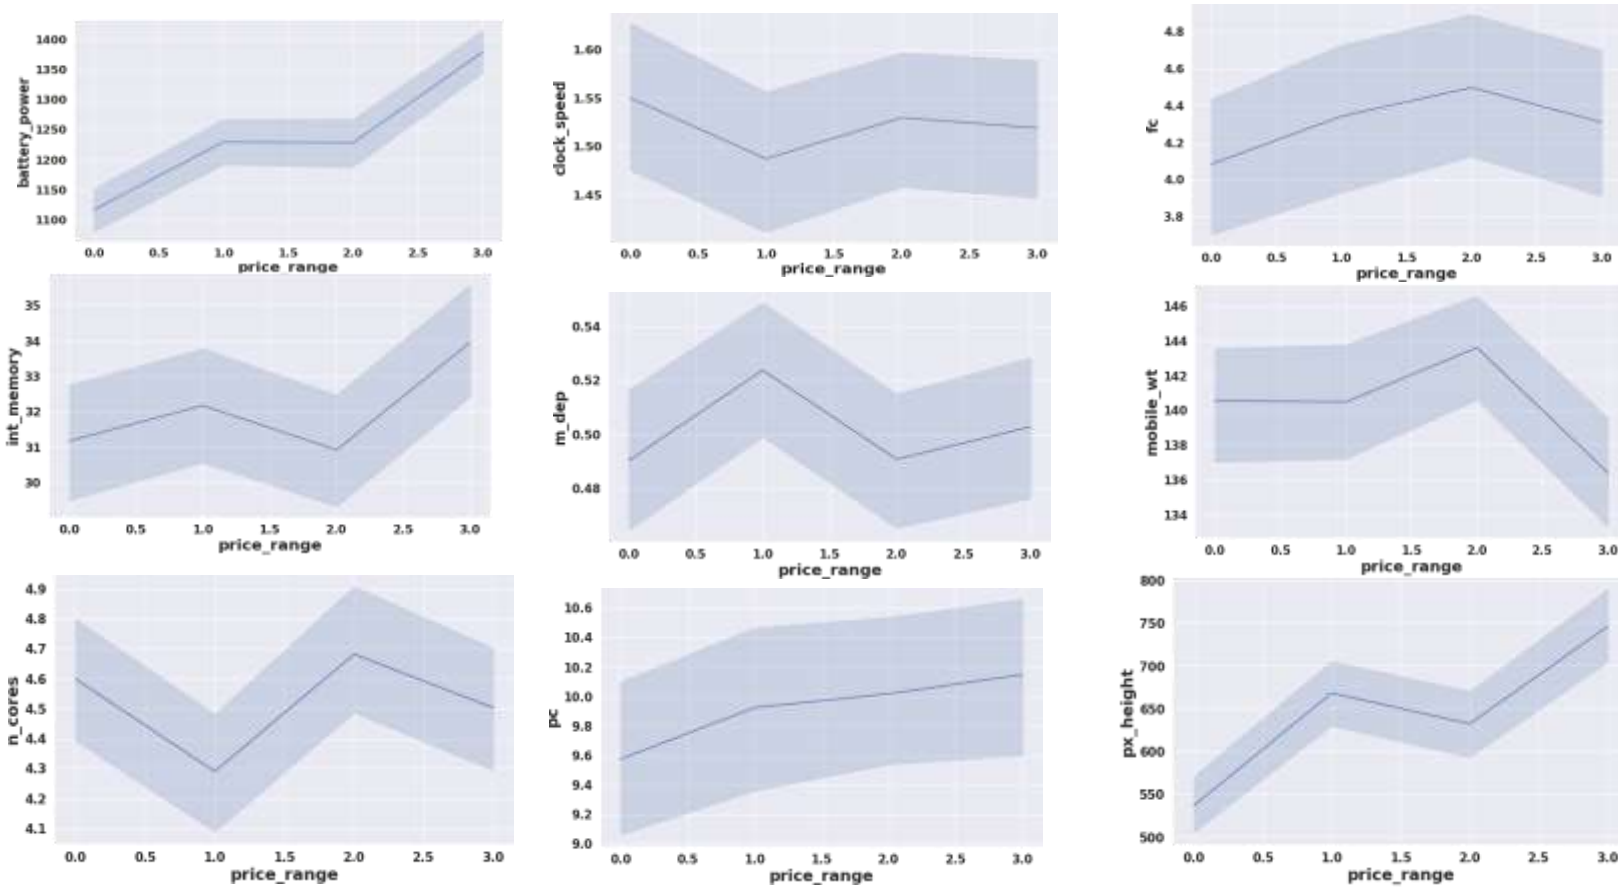 battery_power
1400
1350
1300
1250
1200
1150
1100
0.0 0.5 1.0 1.5 2.0 2.5 3.0
price_range
clock_speed
1.60
1.55
1.50
1.45
0.0 0.5 1.0 1.5 2.0 2.5 3.0
price_range
fc
4.8
4.6
4.4
4.2
4.0
3.8
0.0 0.5 1.0 1.5 2.0 2.5 3.0
price_range
int_memory
35
34
33
32
31
30
0.0 0.5 1.0 1.5 2.0 2.5 3.0
price_range
m_dep
0.54
0.52
0.50
0.48
0.0 0.5 1.0 1.5 2.0 2.5 3.0
price_range
mobile_wt
146
144
142
140
138
136
134
0.0 0.5 1.0 1.5 2.0 2.5 3.0
price_range
n_cores
4.9
4.8
4.7
4.6
4.5
4.4
4.3
4.2
4.1
0.0 0.5 1.0 1.5 2.0 2.5 3.0
price_range
pc
10.6
10.4
10.2
10.0
9.8
9.6
9.4
9.2
9.0
0.0 0.5 1.0 1.5 2.0 2.5 3.0
price_range
px_height
800
750
700
650
600
550
500
0.0 0.5 1.0 1.5 2.0 2.5 3.0
price_range